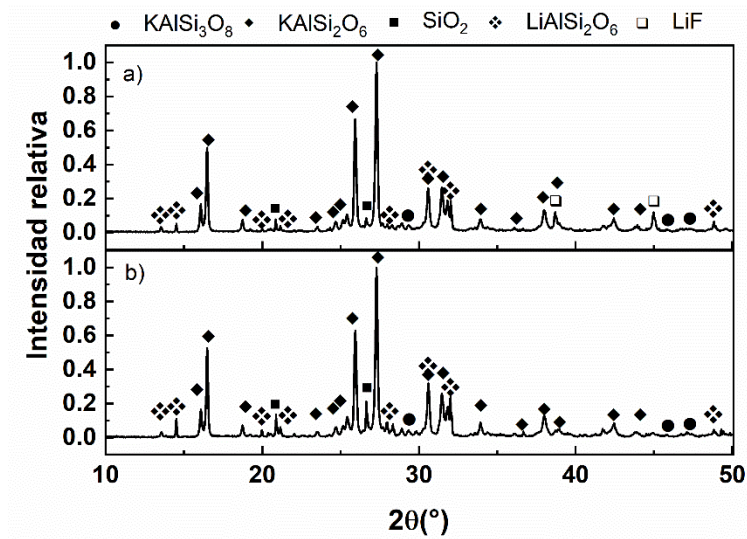 ● KAlSi₃O₈ ◆ KAlSi₂O₆ ■ SiO₂ LiAlSi₂O₆ □ LiF
a)
1.0
0.8
0.6
0.4
0.2
0.0
Intensidad relativa
b)
1.0
0.8
0.6
0.4
0.2
0.0
10 20 30 40 50
2θ(°)